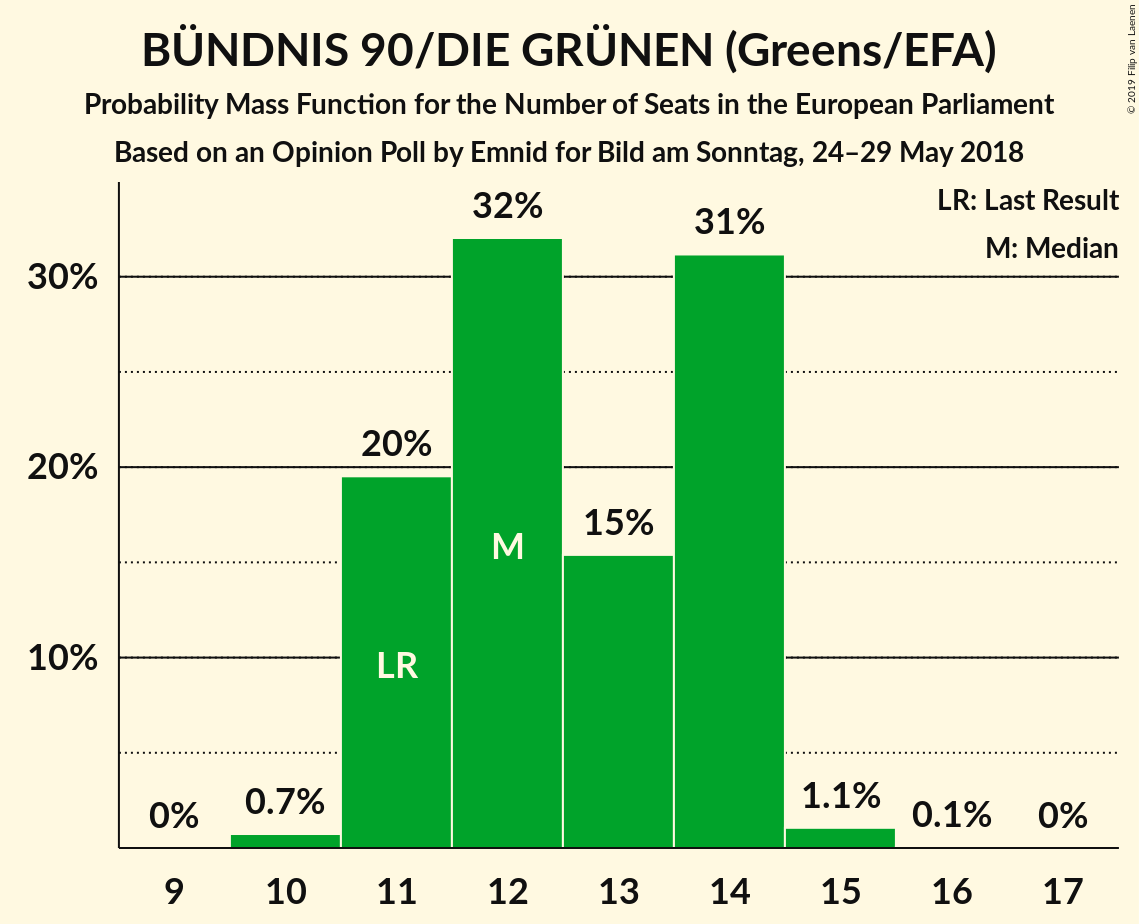 BÜNDNIS 90/DIE GRÜNEN (Greens/EFA)
Probability Mass Function for the Number of Seats in the European Parliament
Based on an Opinion Poll by Emnid for Bild am Sonntag, 24–29 May 2018
© 2019 Filip van Laenen
LR: Last Result
M: Median
30%
20%
10%
0%
0.7%
20%
32%
15%
31%
1.1%
0.1%
0%
LR
M
9
10
11
12
13
14
15
16
17